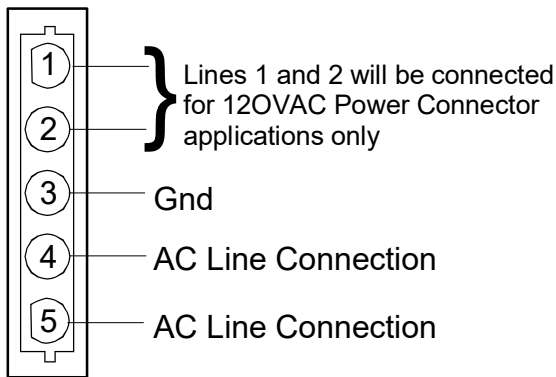 1
Lines 1 and 2 will be connected
for 12OVAC Power Connector
2
applications only
3
Gnd
4
AC Line Connection
5
AC Line Connection